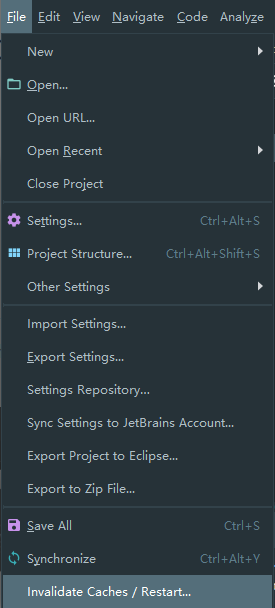 File Edit View Navigate Code Analyze
New
Open...
Open URL...
Open Recent
Close Project
Settings... Ctrl+Alt+S
Project Structure... Ctrl+Alt+Shift+S
Other Settings
Import Settings...
Export Settings...
Settings Repository...
Sync Settings to JetBrains Account...
Export Project to Eclipse...
Export to Zip File...
Save All Ctrl+S
Synchronize Ctrl+Alt+Y
Invalidate Caches / Restart...